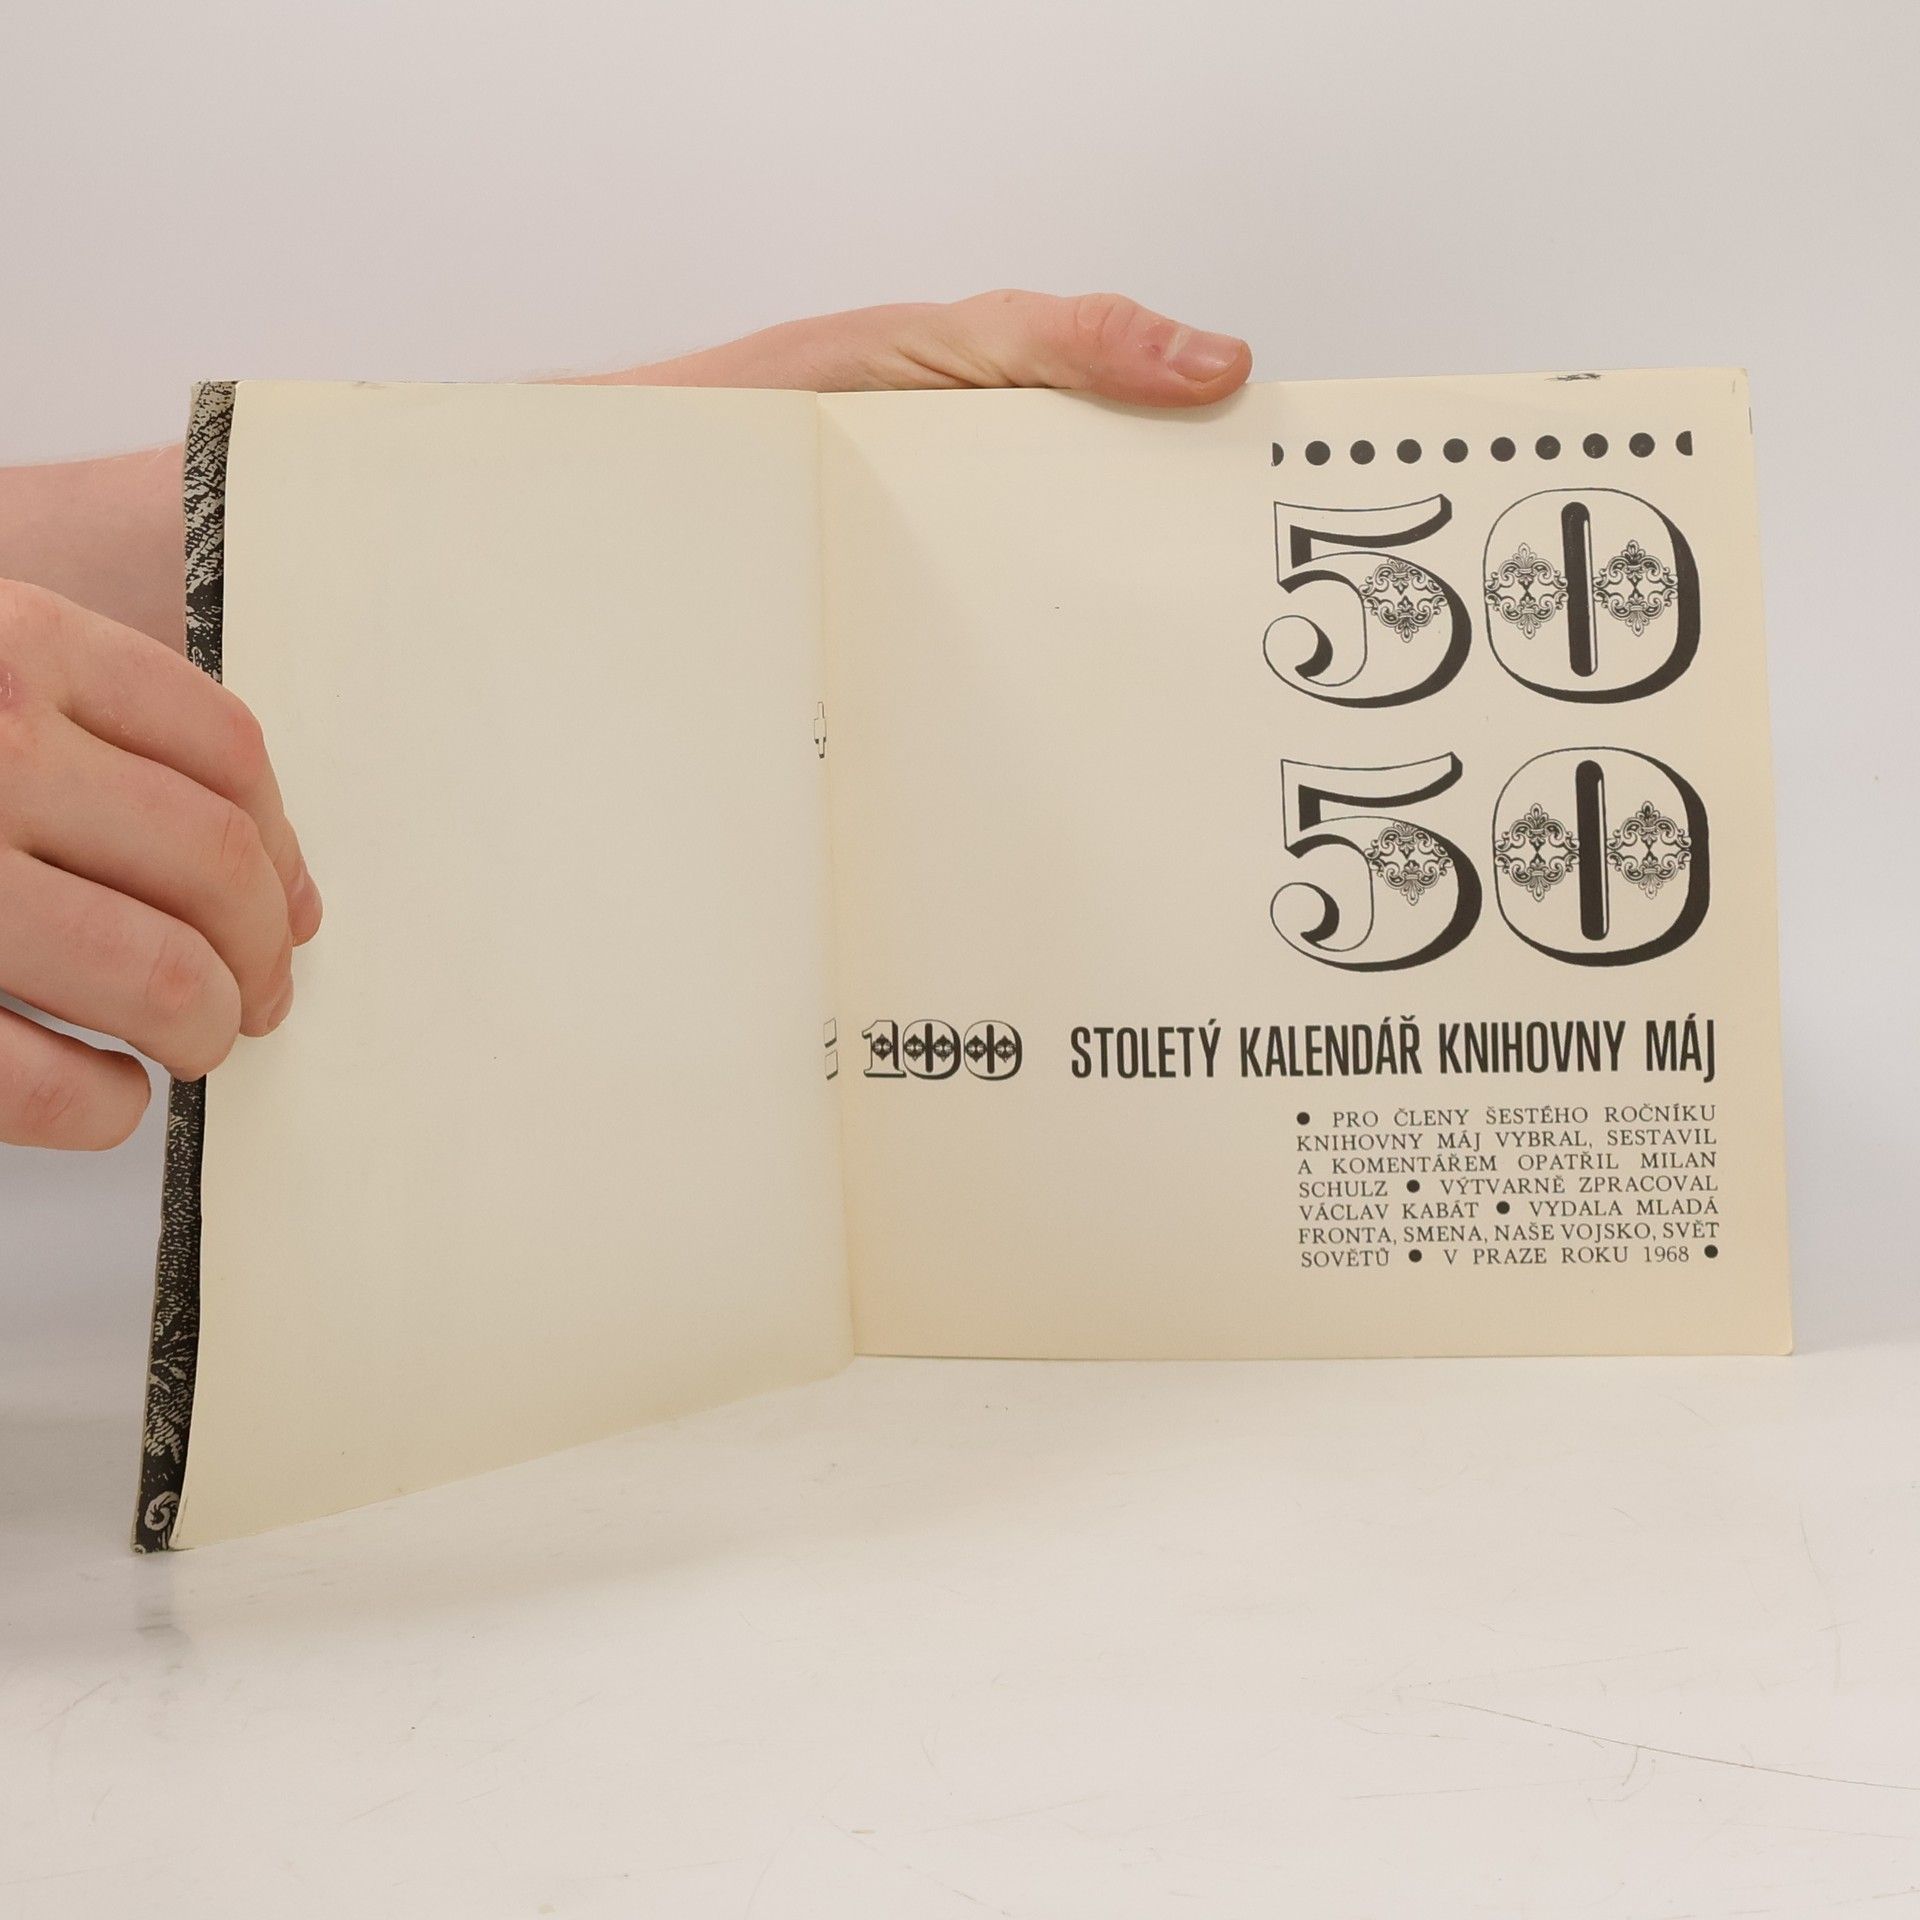 50
+ 50
= 100 STOLETÝ KALENDÁŘ KNIHOVNY MÁJ
● PRO ČLENY ŠESTÉHO ROČNÍKU
KNIHOVNY MÁJ VYBRAL, SESTAVIL
A KOMENTÁŘEM OPATŘIL MILAN
SCHULZ ● VÝTVARNĚ ZPRACOVAL
VÁCLAV KABÁT ● VYDALA MLADÁ
FRONTA, SMENA, NAŠE VOJSKO, SVĚT
SOVĚTŮ ● V PRAZE ROKU 1968 ●